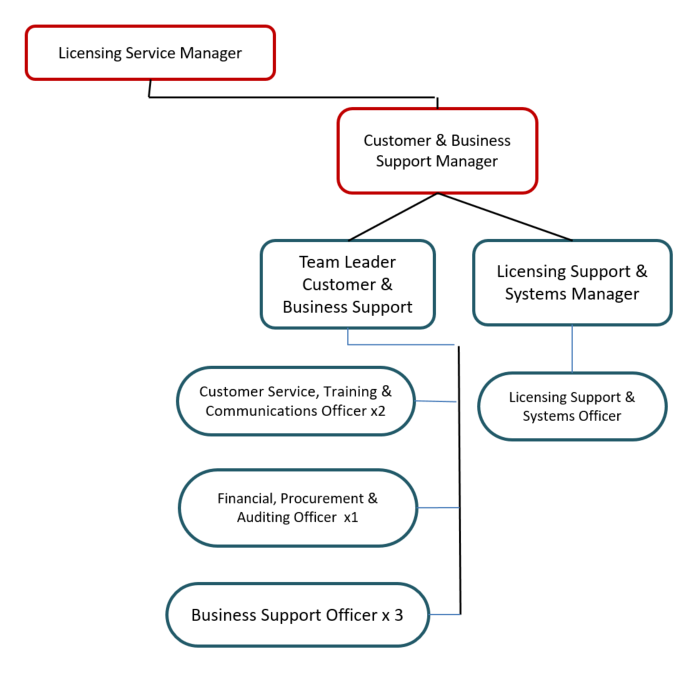 Licensing Service Manager
Customer & Business
Support Manager
Team Leader
Customer &
Business Support
Licensing Support &
Systems Manager
Customer Service, Training &
Communications Officer x2
Licensing Support &
Systems Officer
Financial, Procurement &
Auditing Officer  x1
Business Support Officer x 3